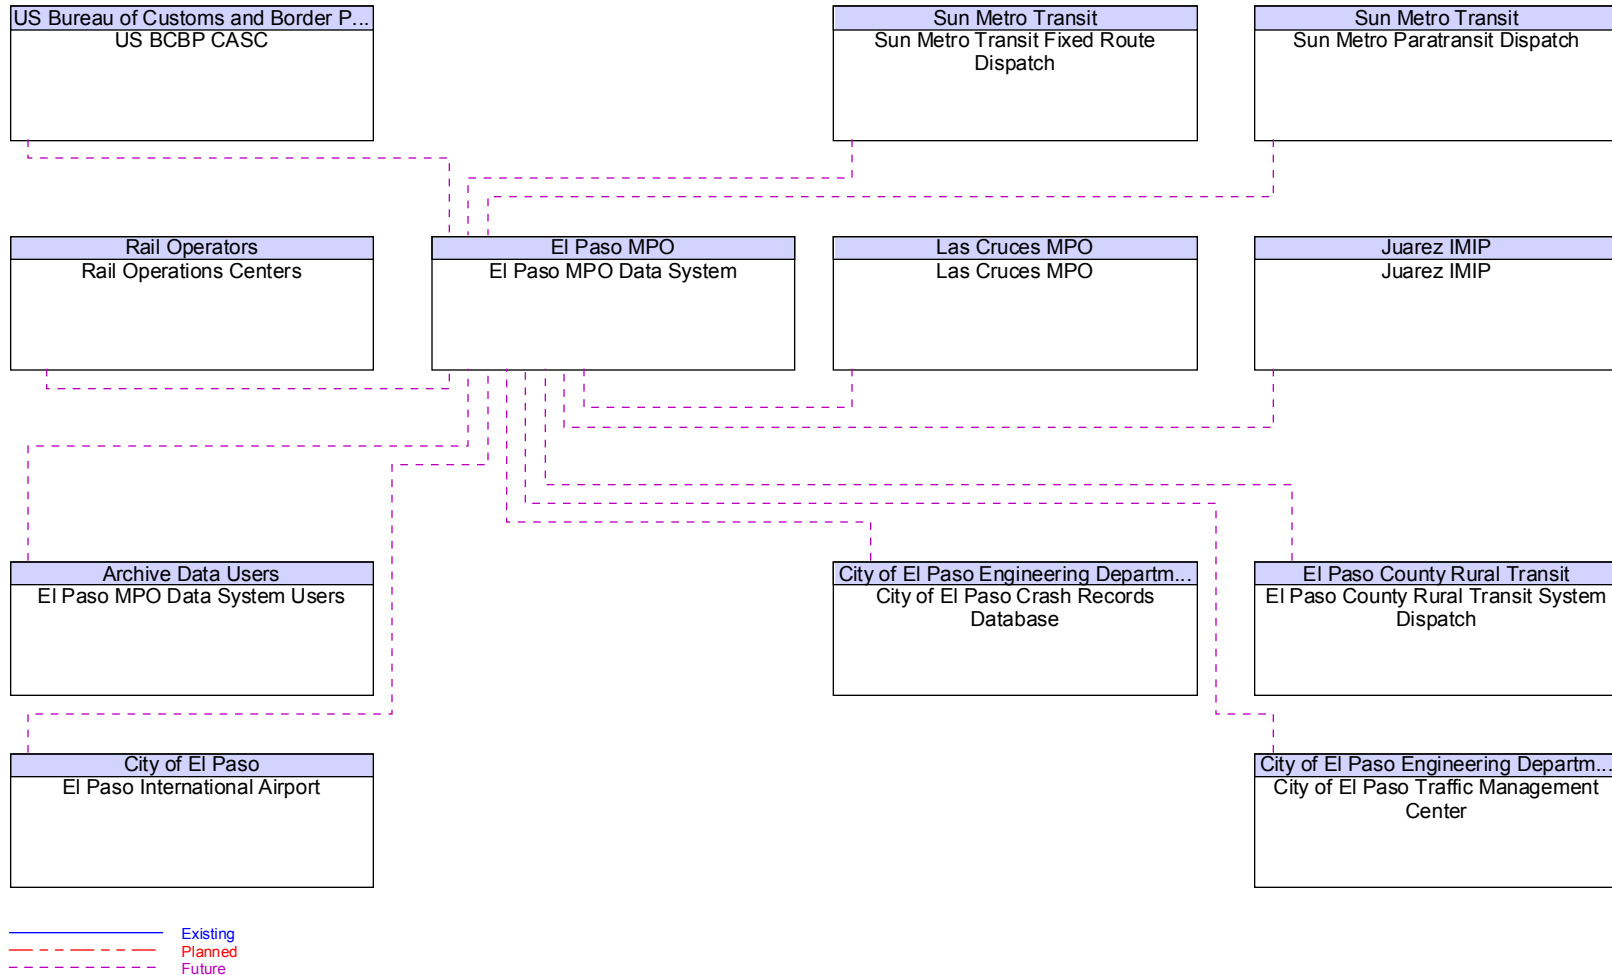 US Bureau of Customs and Border P...
US BCBP CASC
Sun Metro Transit
Sun Metro Transit Fixed Route
Dispatch
Sun Metro Transit
Sun Metro Paratransit Dispatch
Rail Operators
Rail Operations Centers
El Paso MPO
El Paso MPO Data System
Las Cruces MPO
Las Cruces MPO
Juarez IMIP
Juarez IMIP
Archive Data Users
El Paso MPO Data System Users
City of El Paso Engineering Departm...
City of El Paso Crash Records
Database
El Paso County Rural Transit
El Paso County Rural Transit System
Dispatch
City of El Paso
El Paso International Airport
City of El Paso Engineering Departm...
City of El Paso Traffic Management
Center
Existing
Planned
Future